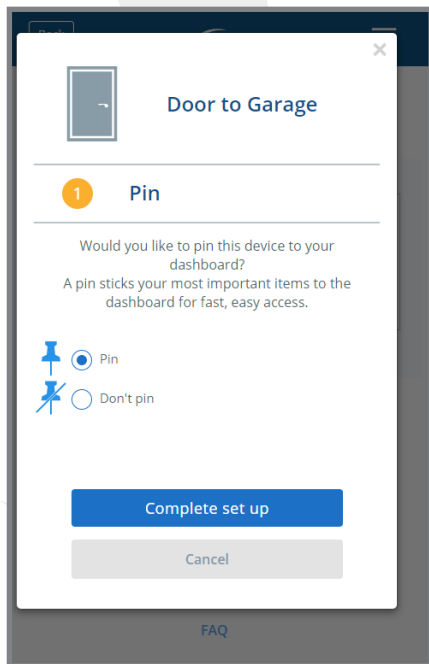 Back
×
Door to Garage
1 Pin
Would you like to pin this device to your
dashboard?
A pin sticks your most important items to the
dashboard for fast, easy access.
Pin
Don't pin
Complete set up
Cancel
FAQ